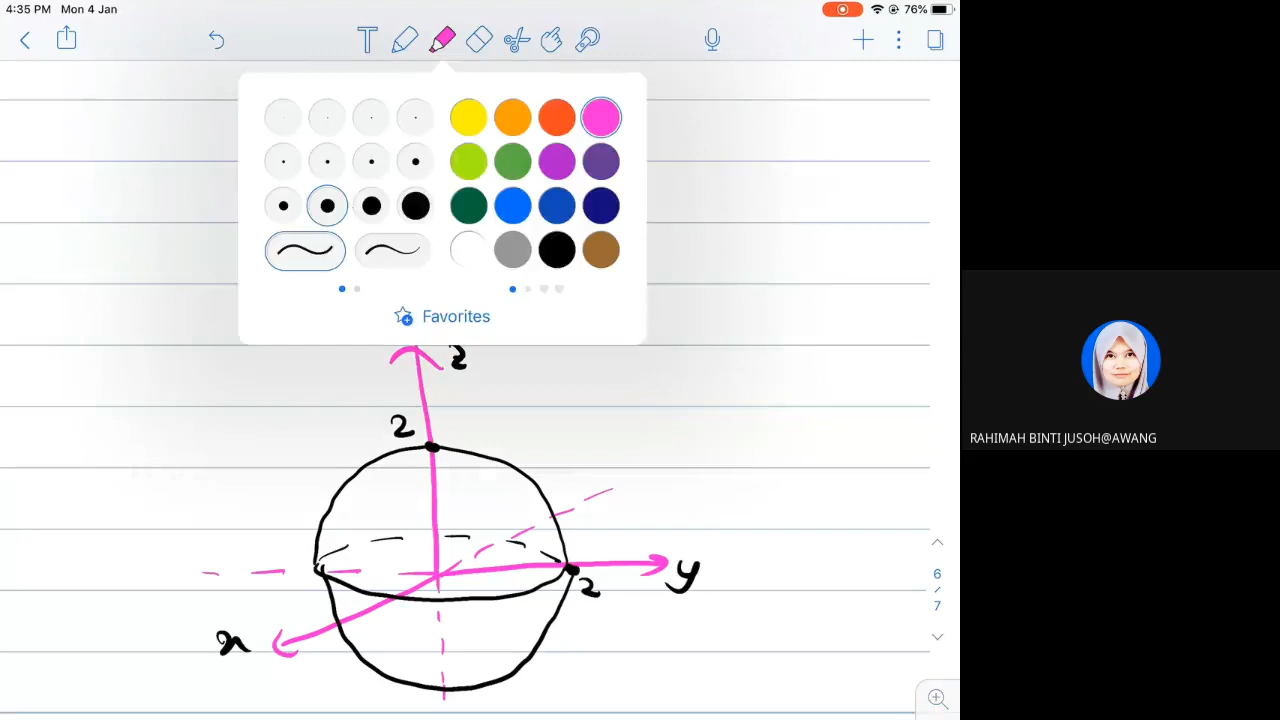 4:35 PM Mon 4 Jan
76%
T
Favorites
z
2
2
y
x
6
/
7
RAHIMAH BINTI JUSOH@AWANG